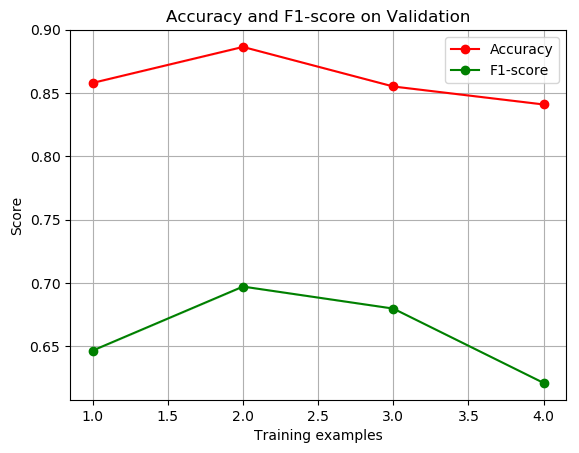 Accuracy and F1-score on Validation
Accuracy
F1-score
Score
0.90
0.85
0.80
0.75
0.70
0.65
1.0 1.5 2.0 2.5 3.0 3.5 4.0
Training examples